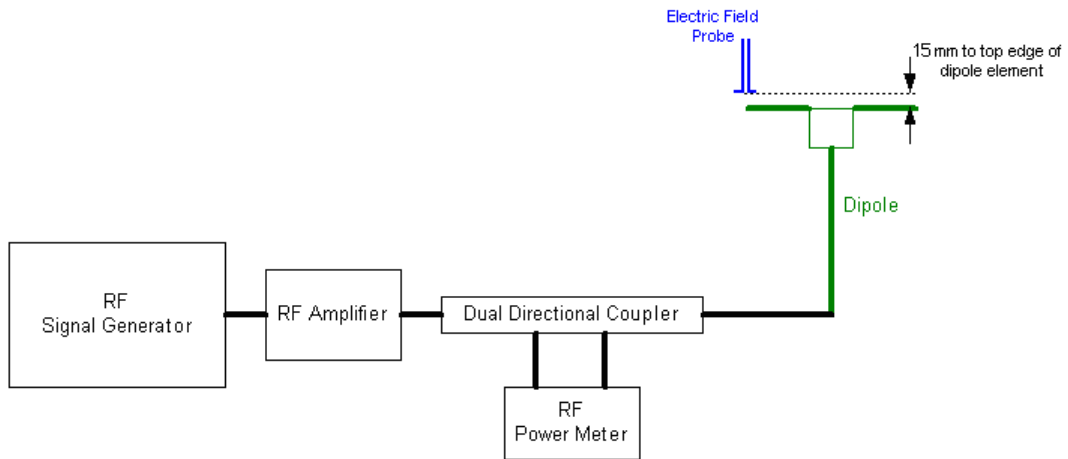 Electric Field
Probe
15 mm to top edge of
dipole element
Dipole
RF
Signal Generator
RF Amplifier
Dual Directional Coupler
RF
Power Meter